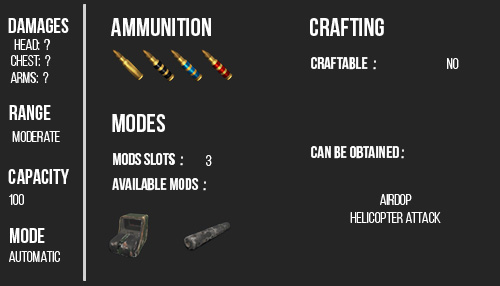 DAMAGES
HEAD: ?
CHEST: ?
ARMS: ?
RANGE
MODERATE
CAPACITY
100
MODE
AUTOMATIC
AMMUNITION
MODES
MODS SLOTS : 3
AVAILABLE MODS :
CRAFTING
CRAFTABLE : NO
CAN BE OBTAINED :
AIRDOP
HELICOPTER ATTACK